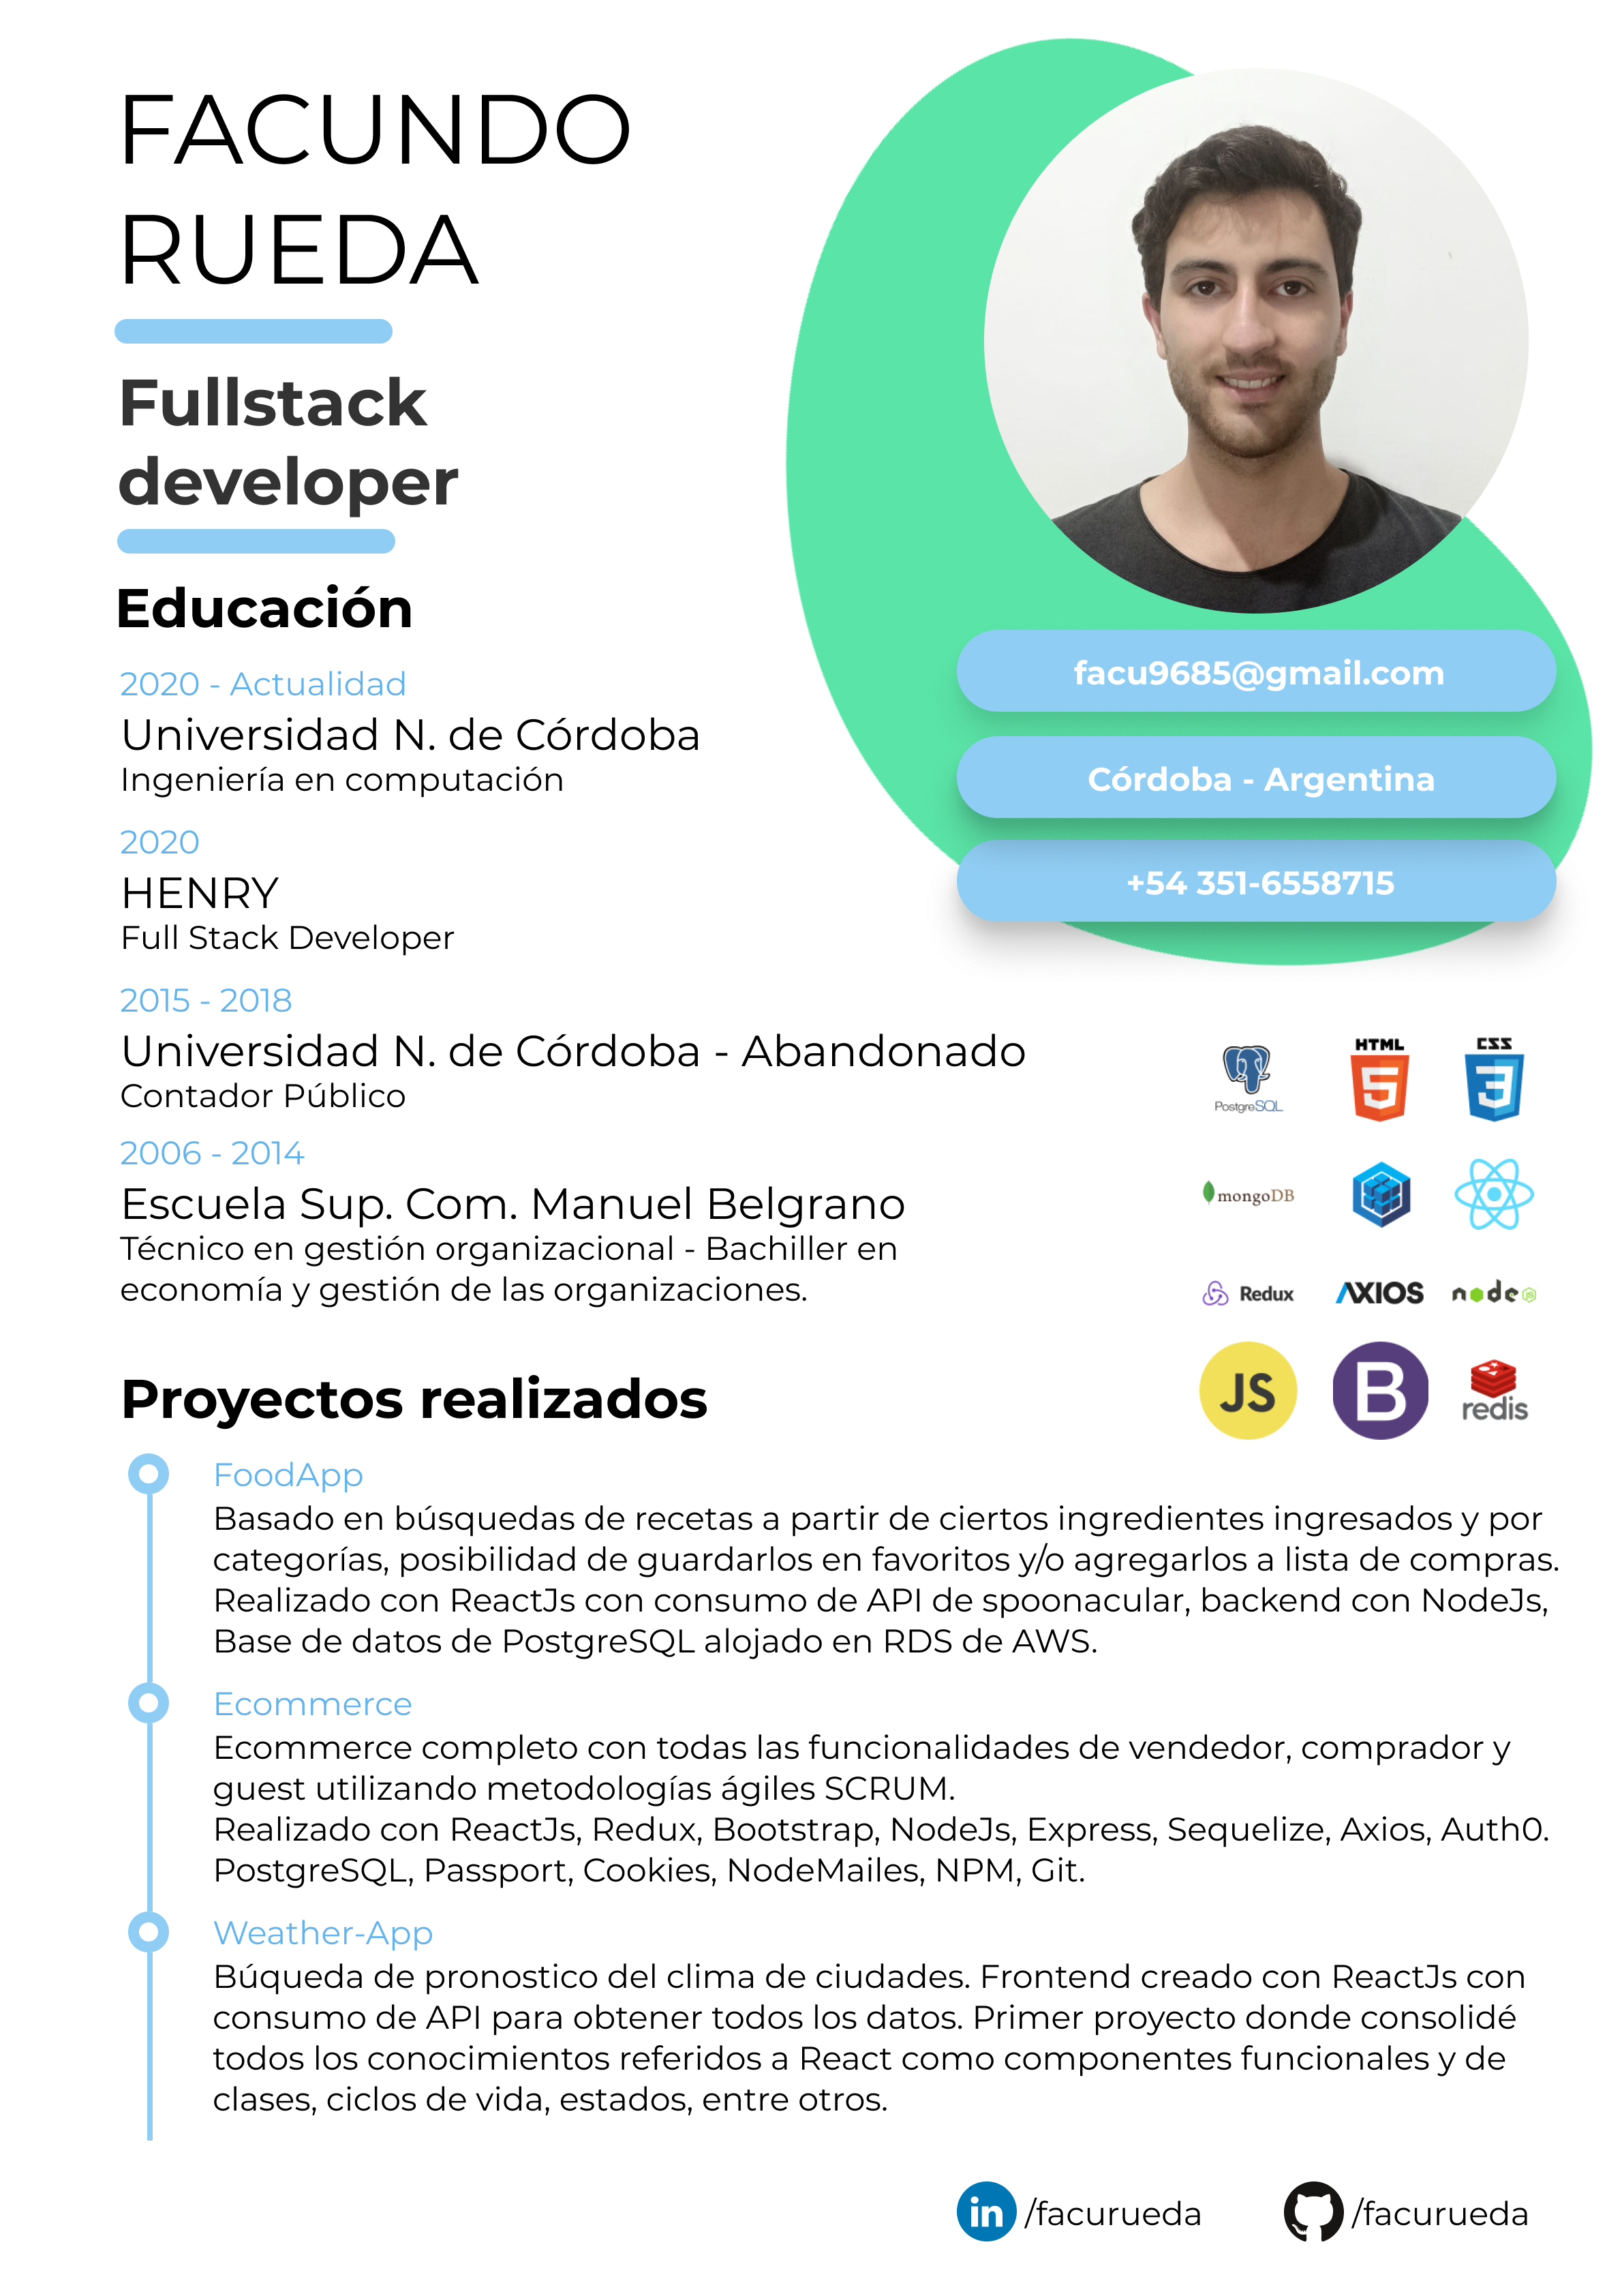 FACUNDO
RUEDA
Fullstack
developer
facu9685@gmail.com
Córdoba - Argentina
+54 351-6558715
Educación
2020 - Actualidad
Universidad N. de Córdoba
Ingeniería en computación
2020
HENRY
Full Stack Developer
2015 - 2018
Universidad N. de Córdoba - Abandonado
Contador Público
2006 - 2014
Escuela Sup. Com. Manuel Belgrano
Técnico en gestión organizacional - Bachiller en
economía y gestión de las organizaciones.
PostgreSQL
HTML
5
CSS
3
mongoDB
Redux
AXIOS
node
JS
JS
B
redis
Proyectos realizados
FoodApp
Basado en búsquedas de recetas a partir de ciertos ingredientes ingresados y por
categorías, posibilidad de guardarlos en favoritos y/o agregarlos a lista de compras.
Realizado con ReactJs con consumo de API de spoonacular, backend con NodeJs,
Base de datos de PostgreSQL alojado en RDS de AWS.
Ecommerce
Ecommerce completo con todas las funcionalidades de vendedor, comprador y
guest utilizando metodologías ágiles SCRUM.
Realizado con ReactJs, Redux, Bootstrap, NodeJs, Express, Sequelize, Axios, Auth0.
PostgreSQL, Passport, Cookies, NodeMailes, NPM, Git.
Weather-App
Búqueda de pronostico del clima de ciudades. Frontend creado con ReactJs con
consumo de API para obtener todos los datos. Primer proyecto donde consolidé
todos los conocimientos referidos a React como componentes funcionales y de
clases, ciclos de vida, estados, entre otros.
in /facurueda
/facurueda